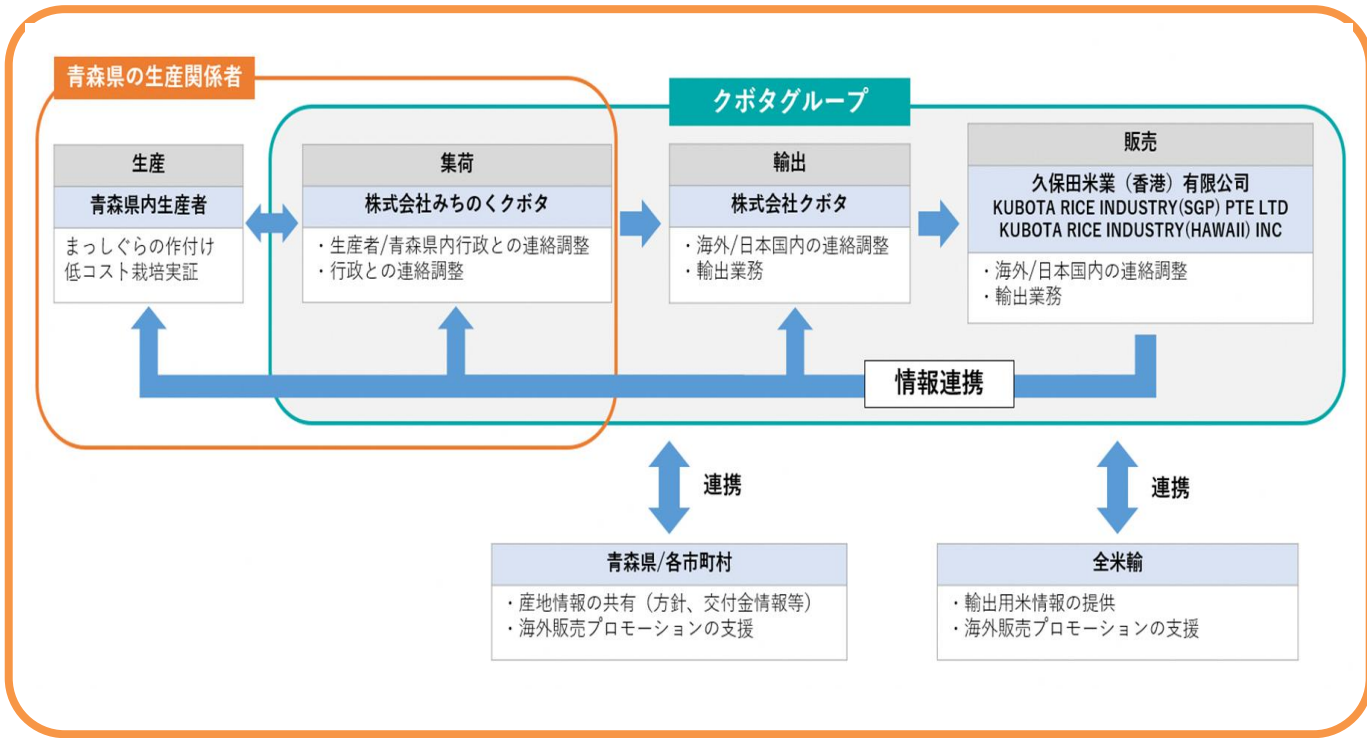 青森県の生産関係者
クボタグループ
生産
青森県内生産者
まっしぐらの作付け
低コスト栽培実証
集荷
株式会社みちのくクボタ
・生産者/青森県内行政との連絡調整
・行政との連絡調整
輸出
株式会社クボタ
・海外/日本国内の連絡調整
・輸出業務
販売
久保田米業（香港）有限公司
KUBOTA RICE INDUSTRY(SGP) PTE LTD
KUBOTA RICE INDUSTRY(HAWAII) INC
・海外/日本国内の連絡調整
・輸出業務
情報連携
連携
連携
青森県/各市町村
・産地情報の共有（方針、交付金情報等）
・海外販売プロモーションの支援
全米輸
・輸出用米情報の提供
・海外販売プロモーションの支援